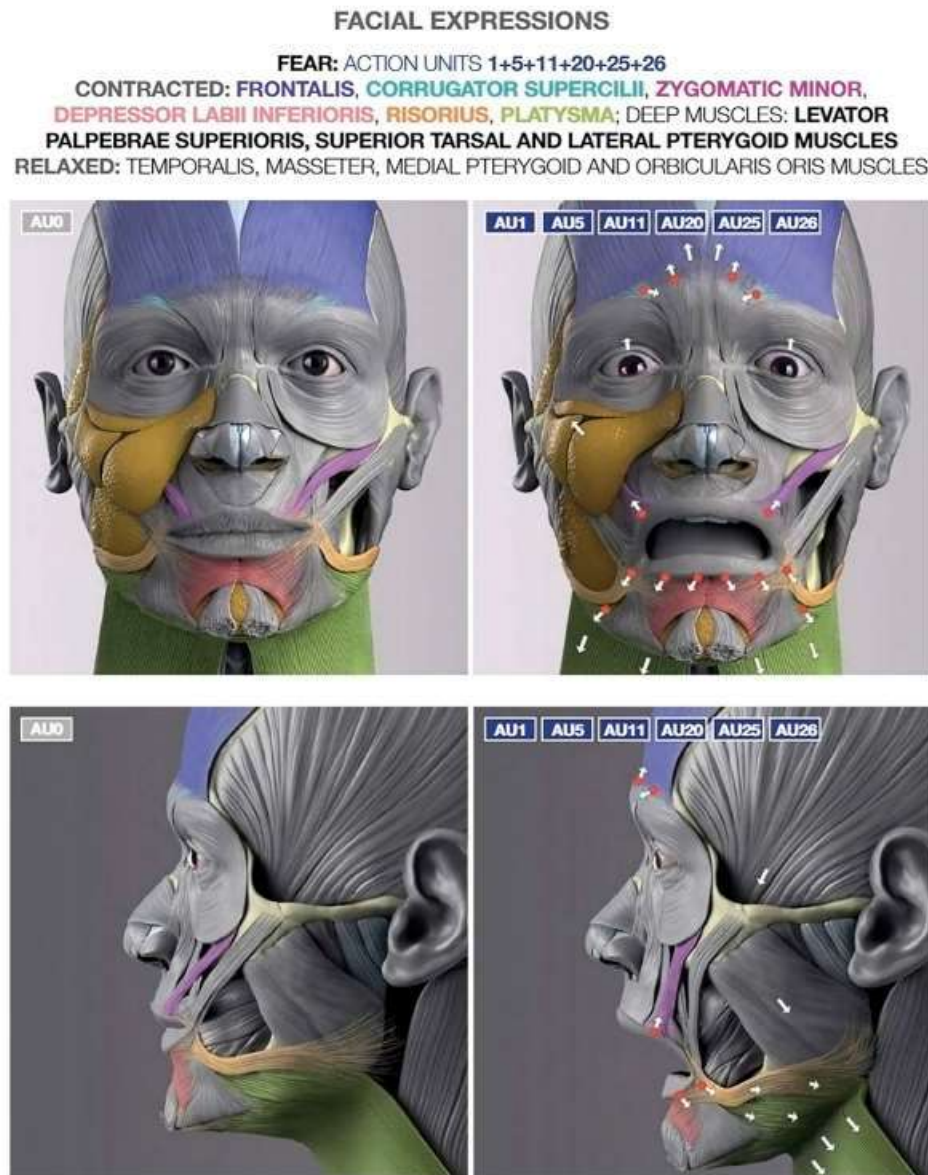 FACIAL EXPRESSIONS
FEAR: ACTION UNITS 1+5+11+20+25+26
CONTRACTED: FRONTALIS, CORRUGATOR SUPERCILII, ZYGOMATIC MINOR,
DEPRESSOR LABII INFERIORIS, RISORIUS, PLATYSMA; DEEP MUSCLES: LEVATOR
PALPEBRAE SUPERIORIS, SUPERIOR TARSAL AND LATERAL PTERYGOID MUSCLES
RELAXED: TEMPORALIS, MASSETER, MEDIAL PTERYGOID AND ORBICULARIS ORIS MUSCLES
AU0
AU1 AU5 AU11 AU20 AU25 AU26
AU0
AU1 AU5 AU11 AU20 AU25 AU26